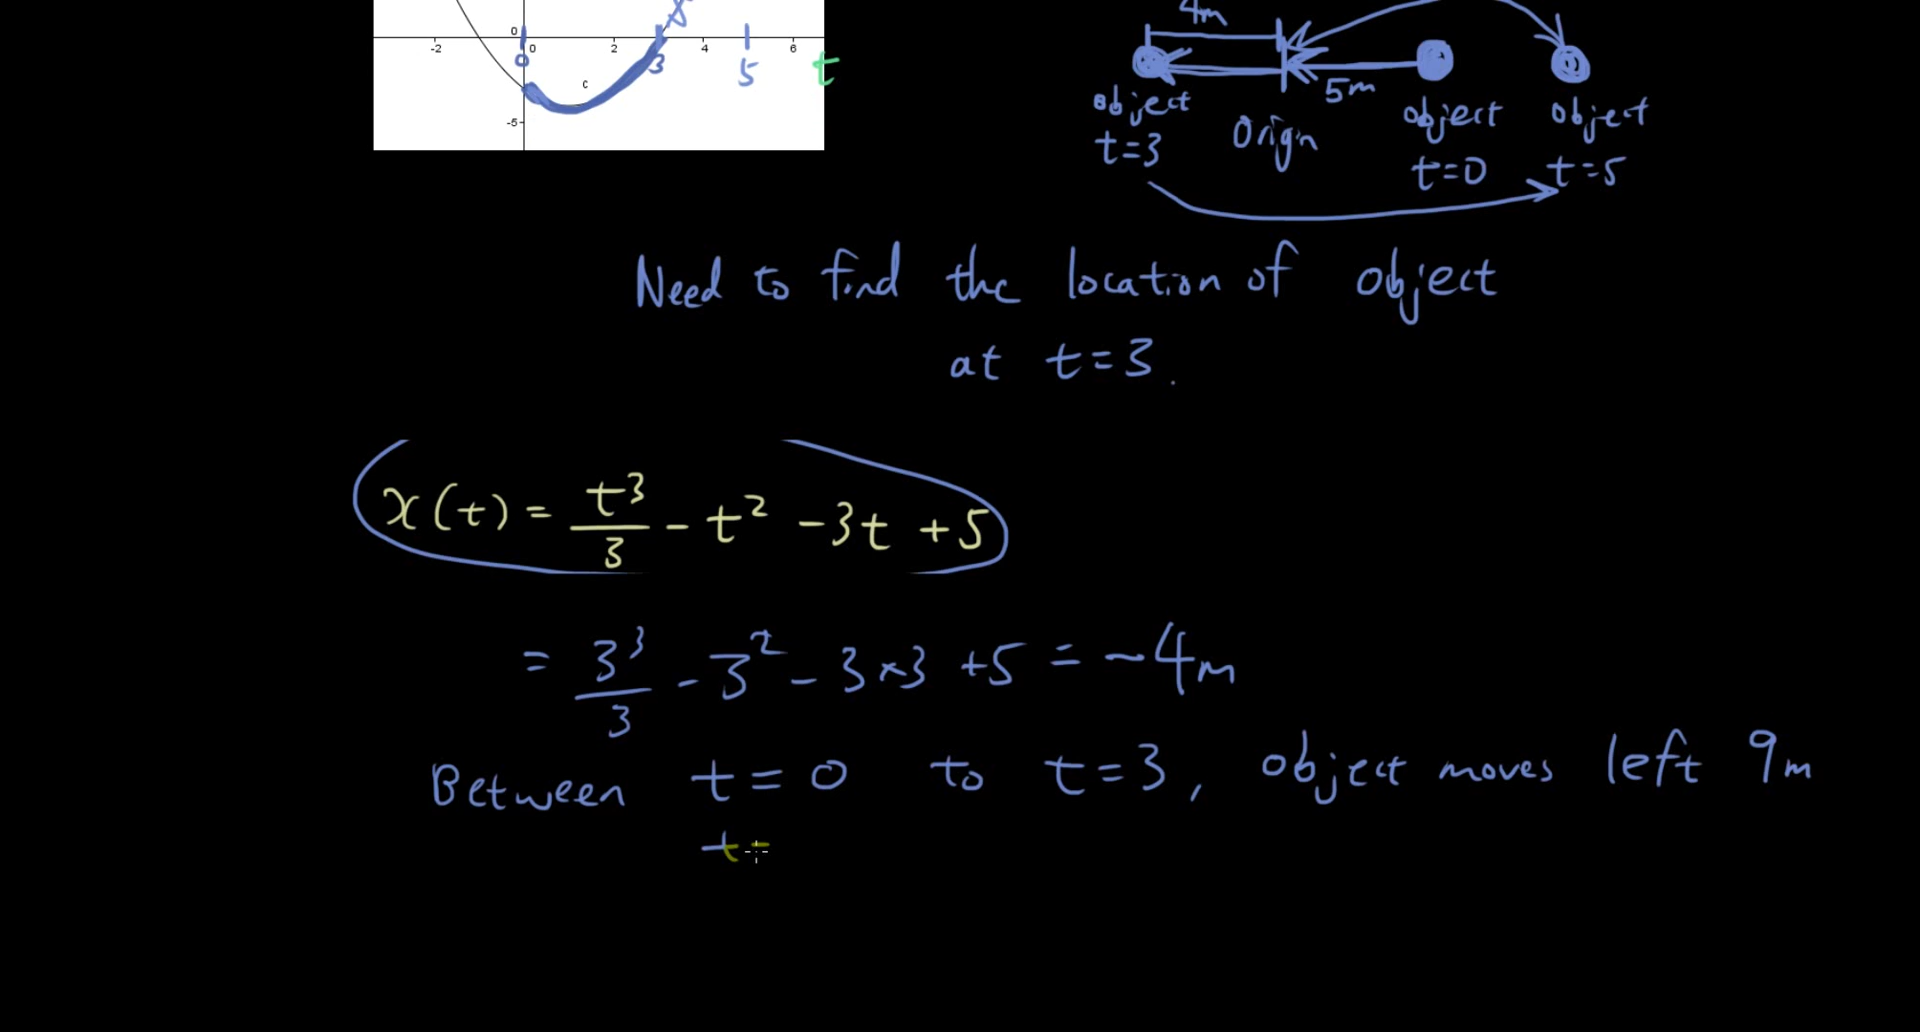 0
-2 0 2 4 6
0 3 5 t
c
-5
4m
5m
object object object
t=3 Origin t=0 t=5
Need to find the location of object
at t=3.
x(t) = t³/3 - t² - 3t + 5
= 3³/3 - 3² - 3×3 + 5 = -4m
Between t=0 to t=3, object moves left 9m
t=